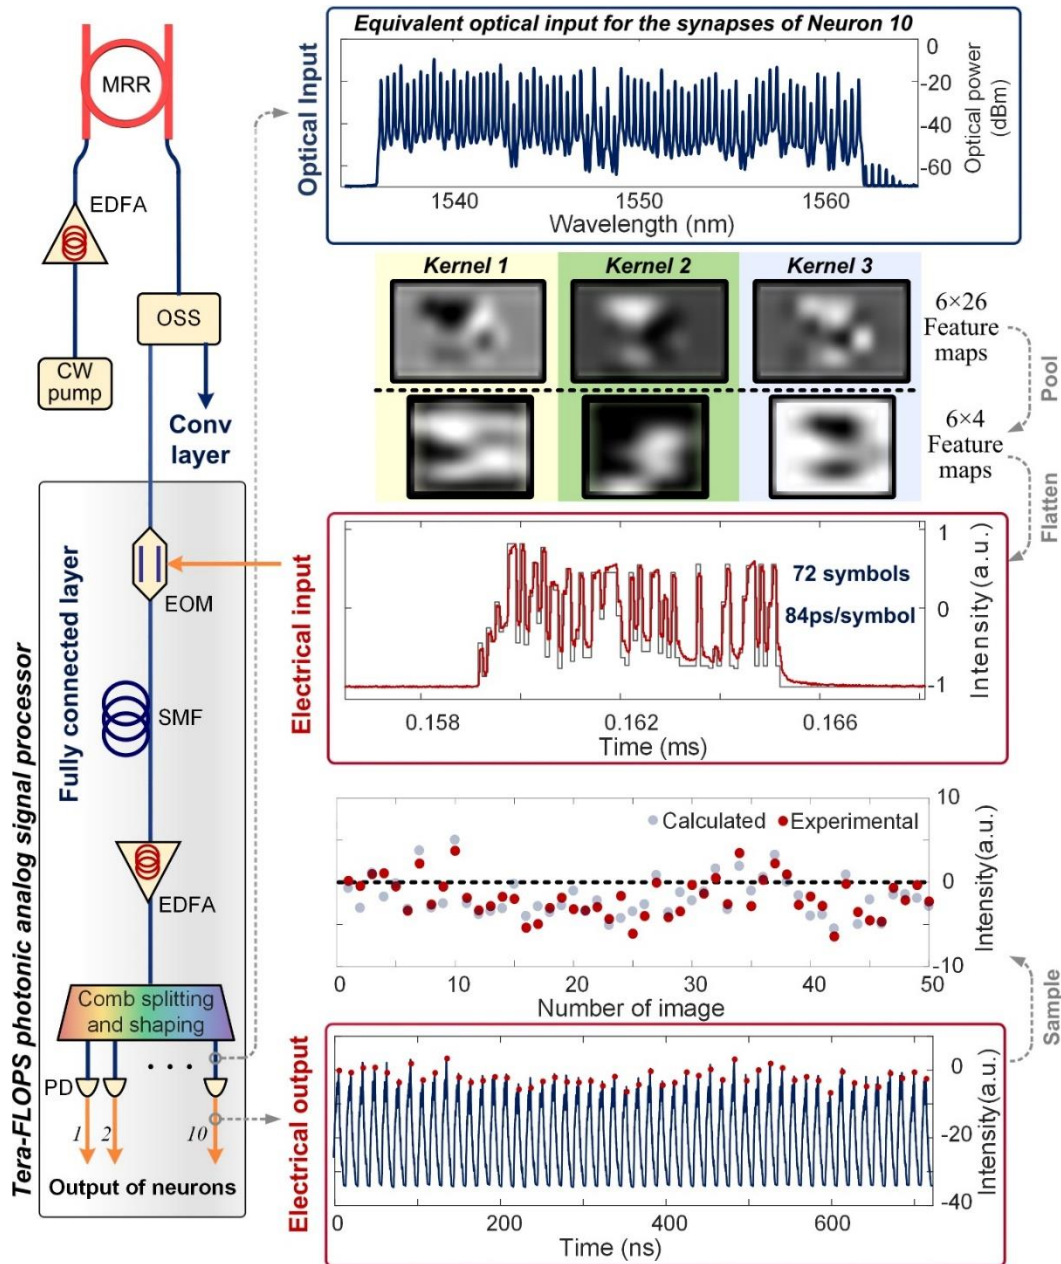 MRR
EDFA
OSS
CW
pump
Conv
layer
Tera-FLOPS photonic analog signal processor
Fully connected layer
EOM
SMF
EDFA
Comb splitting
and shaping
PD
1
2
10
Output of neurons
Equivalent optical input for the synapses of Neuron 10
Optical Input
0
-20
-40
-60
Optical power
(dBm)
1540
1550
1560
Wavelength (nm)
Kernel 1
Kernel 2
Kernel 3
6×26
Feature
maps
Pool
6×4
Feature
maps
Flatten
Electrical input
72 symbols
84ps/symbol
1
0
-1
Intensity (a.u.)
0.158
0.162
0.166
Time (ms)
Calculated
Experimental
10
0
-10
Intensity(a.u.)
0
10
20
30
40
50
Number of image
Sample
Electrical output
0
-20
-40
Intensity(a.u.)
0
200
400
600
Time (ns)